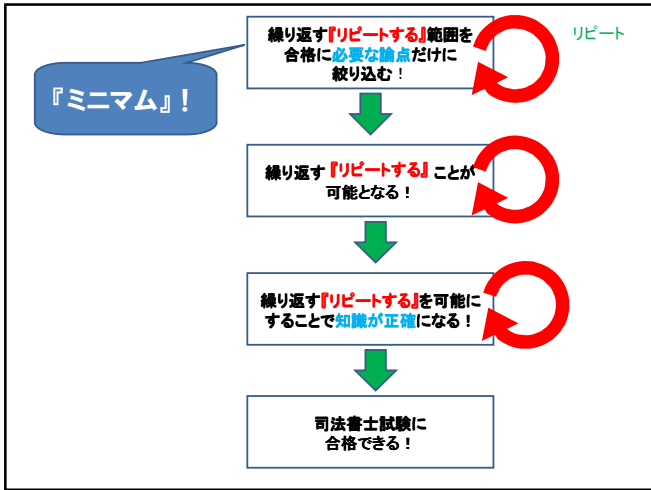 繰り返す『リピートする』範囲を
合格に必要な論点だけに
絞り込む！
リピート
『ミニマム』！
繰り返す『リピートする』ことが
可能となる！
繰り返す『リピートする』を可能に
することで知識が正確になる！
司法書士試験に
合格できる！